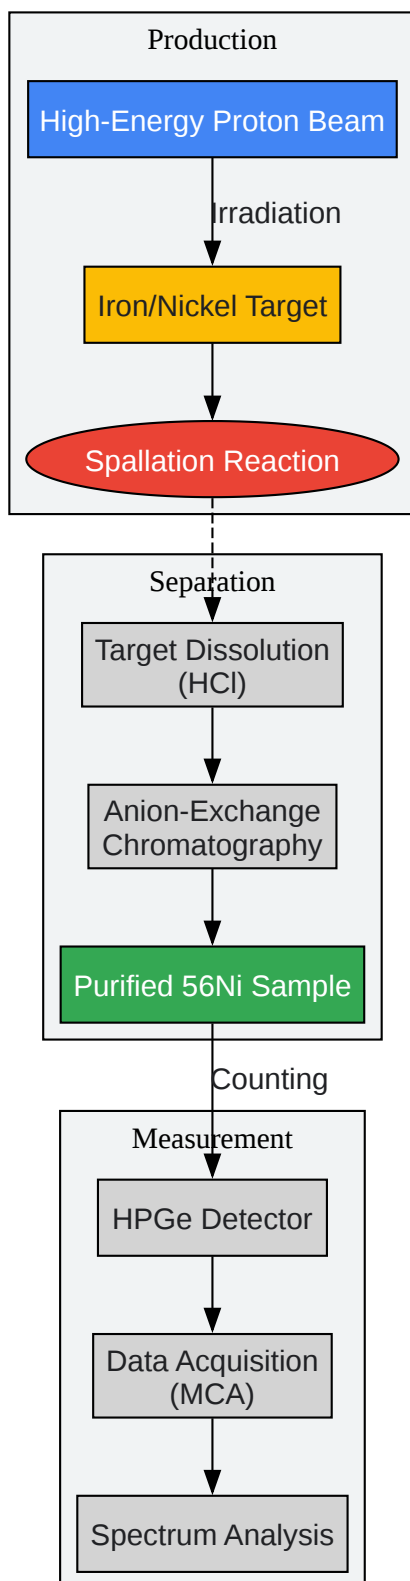 Production
High-Energy Proton Beam
Irradiation
Iron/Nickel Target
Spallation Reaction
Separation
Target Dissolution
(HCl)
Anion-Exchange
Chromatography
Purified 56Ni Sample
Counting
Measurement
HPGe Detector
Data Acquisition
(MCA)
Spectrum Analysis